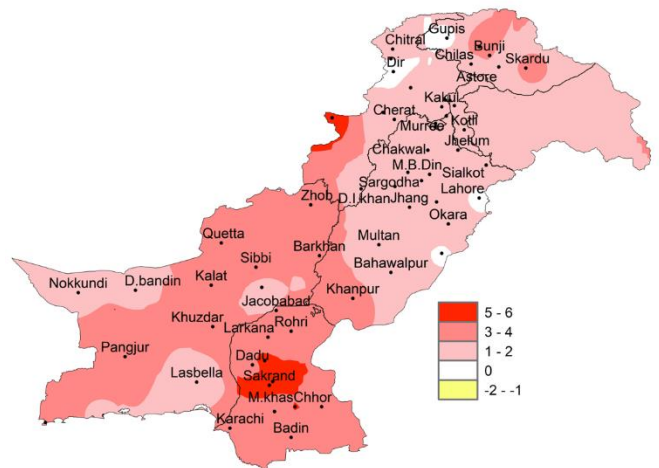 Gupis
Chitral
Bunji
Chilas
Skardu
Dir
Astore
Kakul
Cherat
Kotli
Murree
Jhelum
Chakwal
M.B.Din
Sialkot
Sargodha
Lahore
Zhob
D.I.khan
Jhang
Okara
Quetta
Multan
Barkhan
Sibbi
Bahawalpur
Nokkundi
D.bandin
Kalat
Khanpur
Jacobabad
Khuzdar
Rohri
Larkana
Pangjur
Dadu
Lasbella
Sakrand
M.khas
Chhor
Karachi
Badin
5 - 6
3 - 4
1 - 2
0
-2 - -1